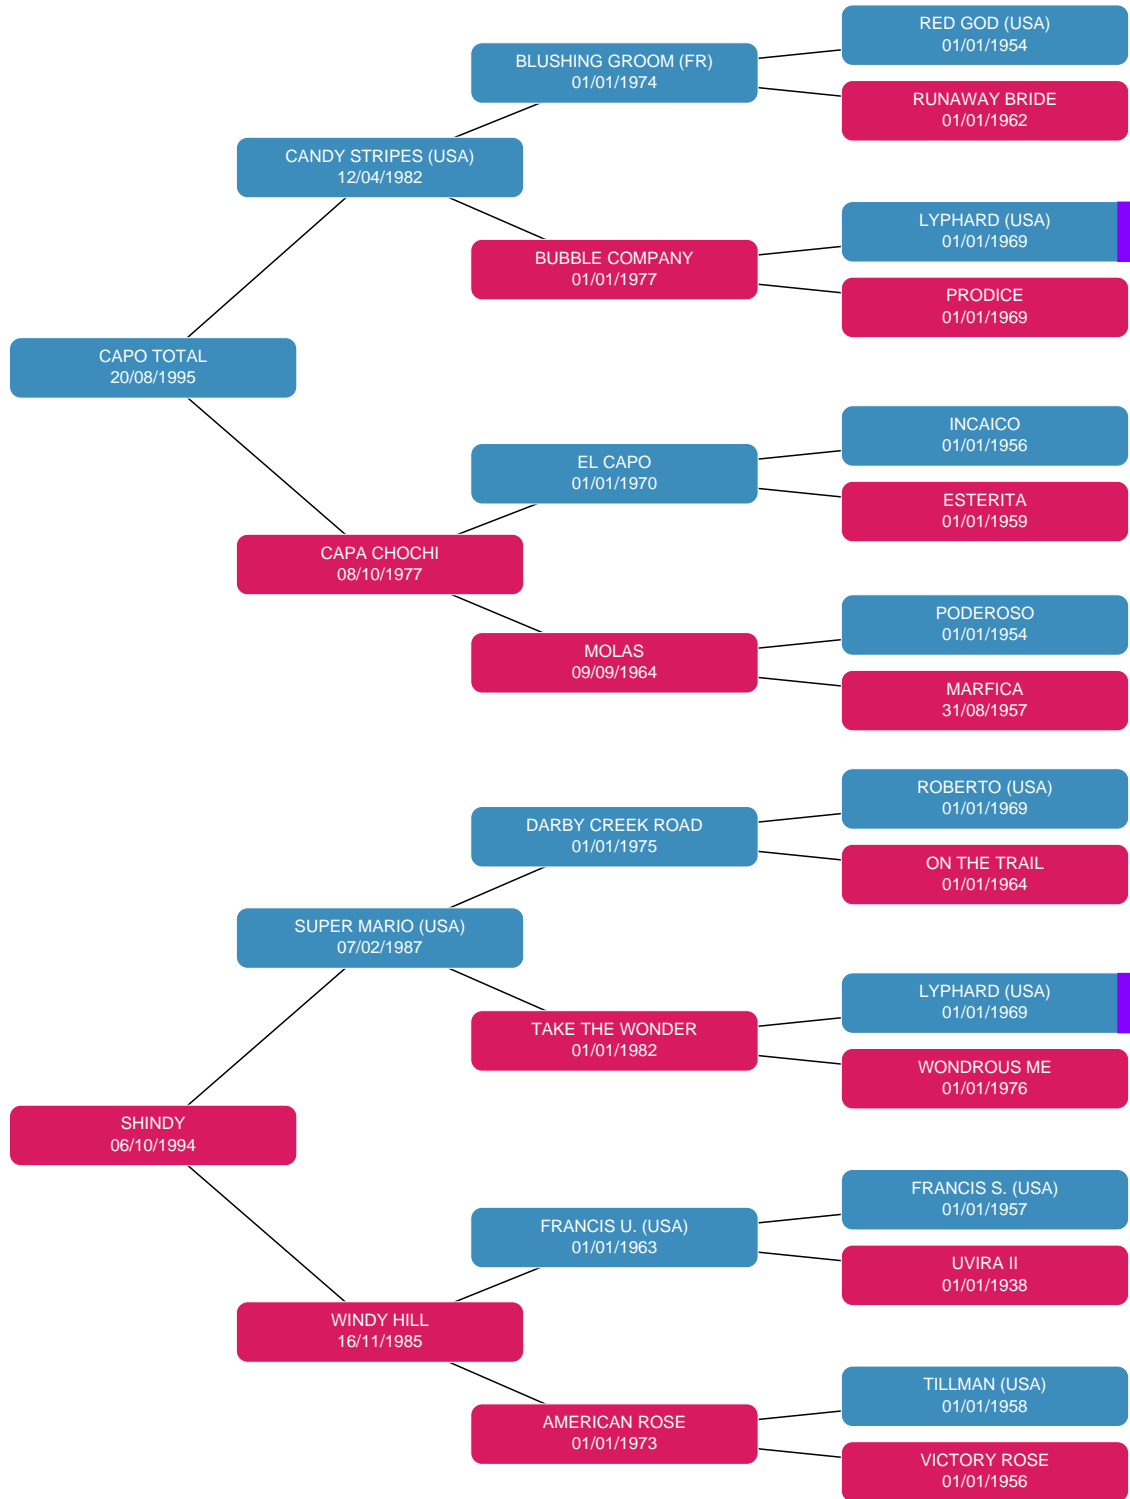 RED GOD (USA)
01/01/1954
BLUSHING GROOM (FR)
01/01/1974
RUNAWAY BRIDE
01/01/1962
CANDY STRIPES (USA)
12/04/1982
LYPHARD (USA)
01/01/1969
BUBBLE COMPANY
01/01/1977
PRODICE
01/01/1969
CAPO TOTAL
20/08/1995
INCAICO
01/01/1956
EL CAPO
01/01/1970
ESTERITA
01/01/1959
CAPA CHOCHI
08/10/1977
PODEROSO
01/01/1954
MOLAS
09/09/1964
MARFICA
31/08/1957
ROBERTO (USA)
01/01/1969
DARBY CREEK ROAD
01/01/1975
ON THE TRAIL
01/01/1964
SUPER MARIO (USA)
07/02/1987
LYPHARD (USA)
01/01/1969
TAKE THE WONDER
01/01/1982
WONDROUS ME
01/01/1976
SHINDY
06/10/1994
FRANCIS S. (USA)
01/01/1957
FRANCIS U. (USA)
01/01/1963
UVIRA II
01/01/1938
WINDY HILL
16/11/1985
TILLMAN (USA)
01/01/1958
AMERICAN ROSE
01/01/1973
VICTORY ROSE
01/01/1956